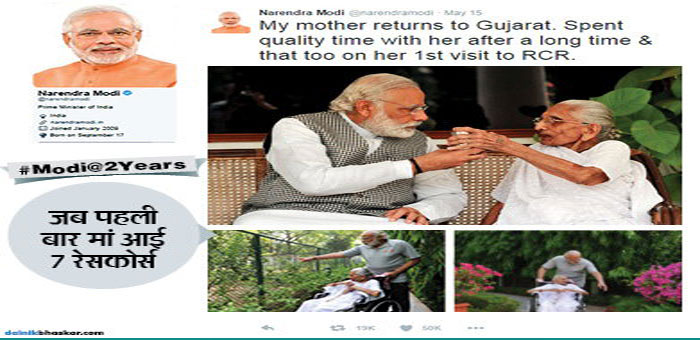 Narendra Modi
@narendramodi
Prime Minister of India
India
narendramodi.in
Joined January 2009
Born on September 17
#Modi@2Years
जब पहली
बार मां आई
7 रेसकोर्स
dainikbhaskar.com
Narendra Modi @narendramodi - May 15
My mother returns to Gujarat. Spent
quality time with her after a long time &
that too on her 1st visit to RCR.
13K 50K